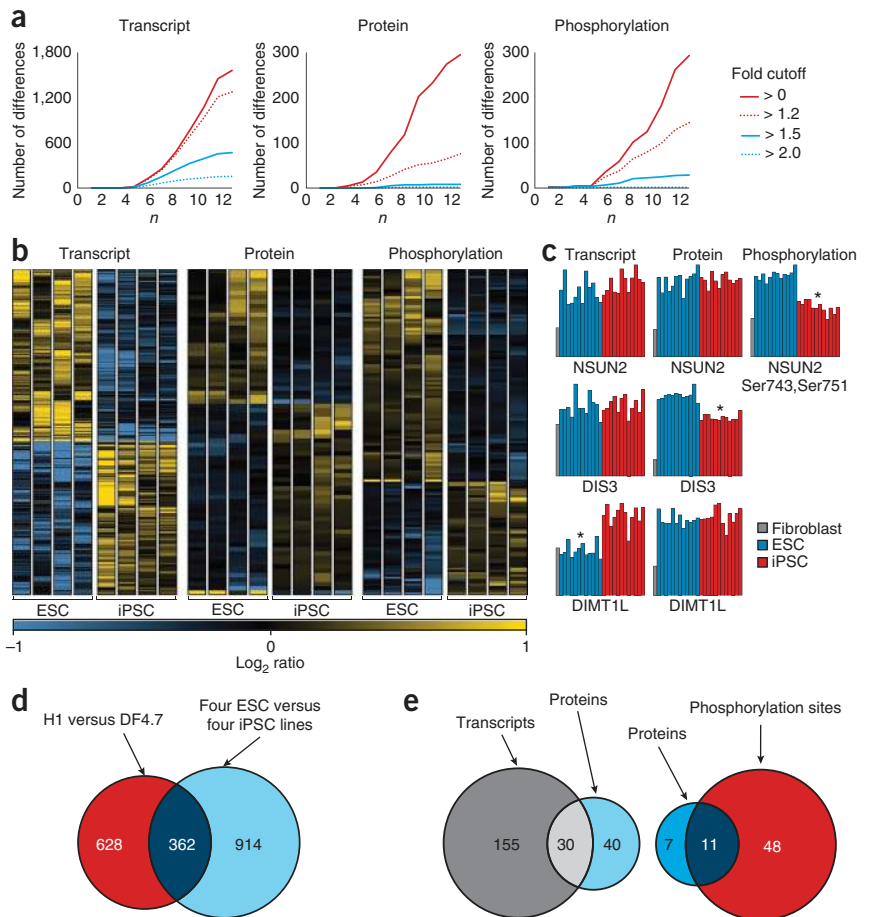 a
Transcript
Protein
Phosphorylation
Number of differences
1,800
1,200
600
0
0 2 4 6 8 10 12
n
Number of differences
300
200
100
0
0 2 4 6 8 10 12
n
Number of differences
300
200
100
0
0 2 4 6 8 10 12
n
Fold cutoff
> 0
> 1.2
> 1.5
> 2.0
b
Transcript
Protein
Phosphorylation
ESC
iPSC
ESC
iPSC
ESC
iPSC
–1
0
1
Log2 ratio
c
Transcript
Protein
Phosphorylation
*
NSUN2
NSUN2
NSUN2
Ser743,Ser751
*
DIS3
DIS3
*
DIMT1L
DIMT1L
Fibroblast
ESC
iPSC
d
H1 versus DF4.7
Four ESC versus
four iPSC lines
628
362
914
e
Transcripts
Proteins
Proteins
Phosphorylation sites
155
30
40
7
11
48